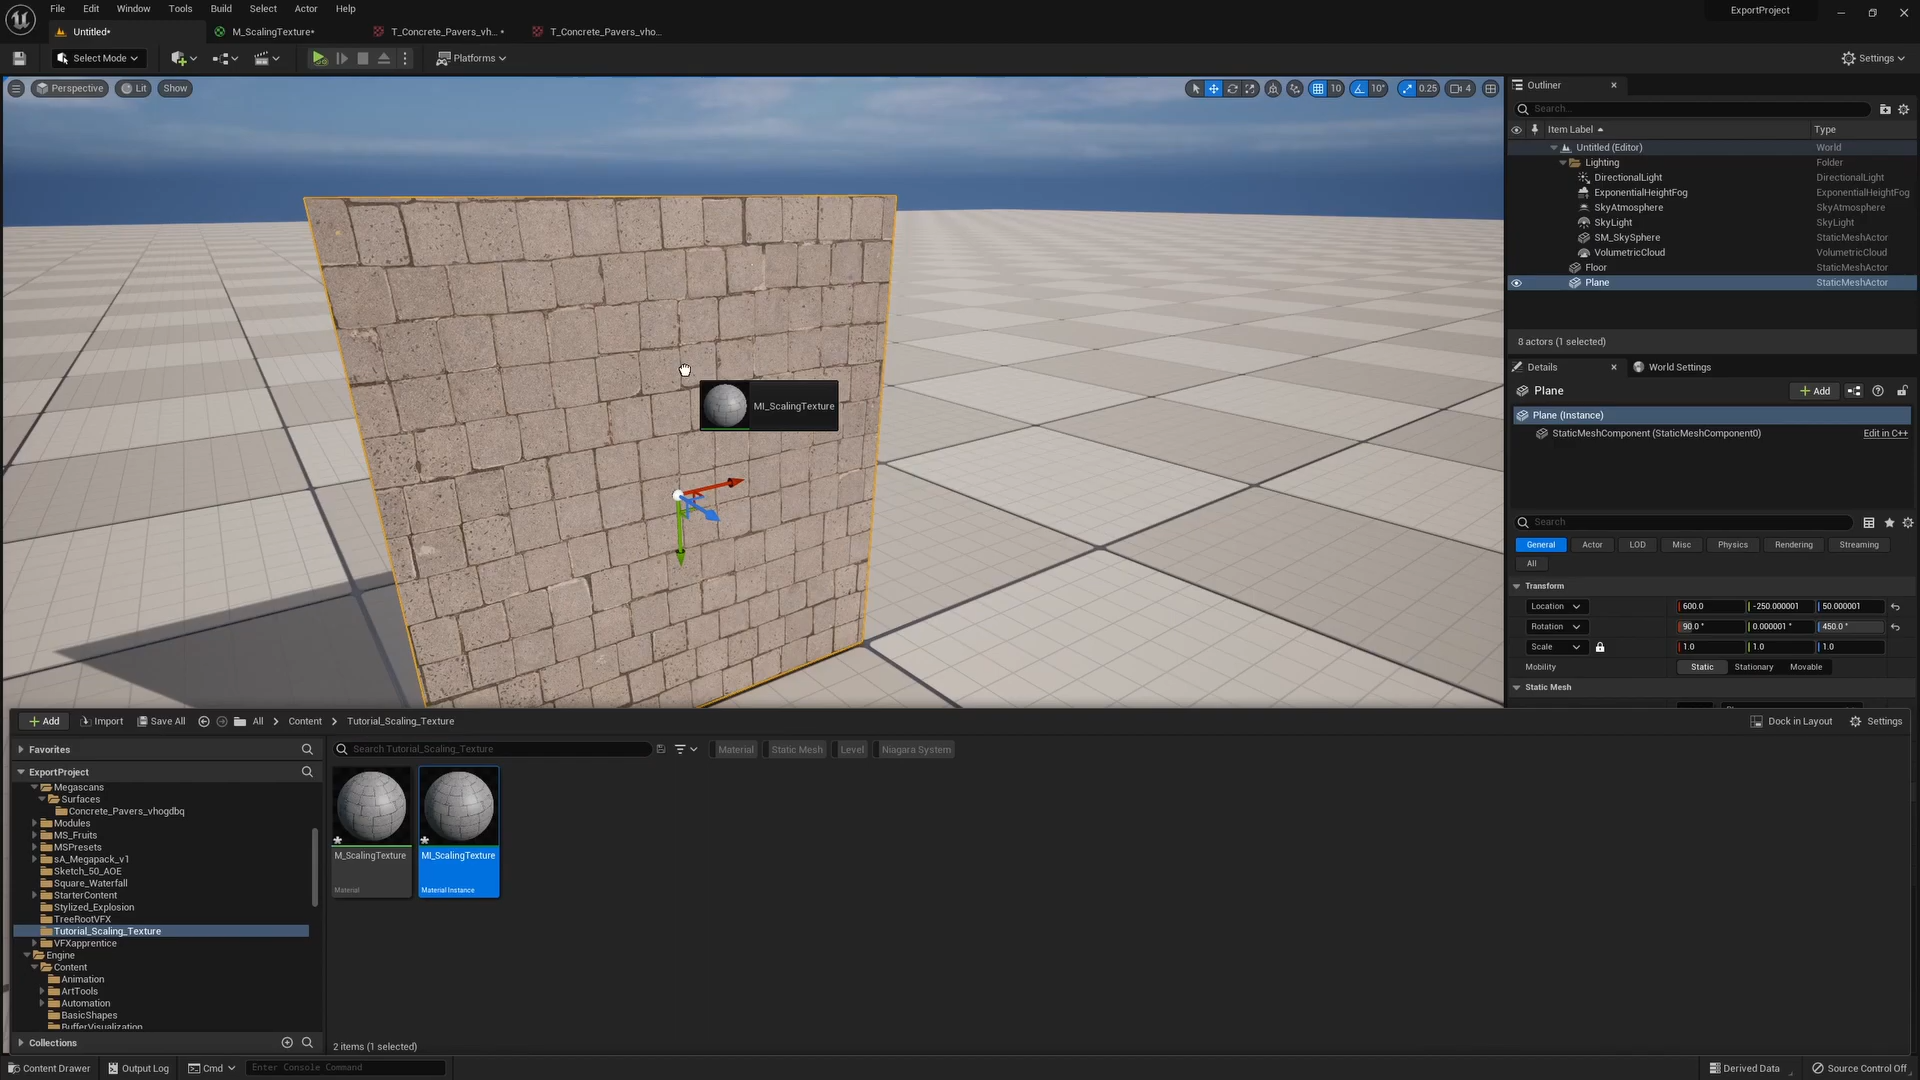 File Edit Window Tools Build Select Actor Help
ExportProject
Untitled*
M_ScalingTexture*
T_Concrete_Pavers_vh... •
T_Concrete_Pavers_vho...
Select Mode
Platforms
Settings
Perspective
Lit
Show
10
10°
0.25
4
Outliner
Search...
Item Label
Type
Untitled (Editor)
World
Lighting
Folder
DirectionalLight
DirectionalLight
ExponentialHeightFog
ExponentialHeightFog
SkyAtmosphere
SkyAtmosphere
SkyLight
SkyLight
SM_SkySphere
StaticMeshActor
VolumetricCloud
VolumetricCloud
Floor
StaticMeshActor
Plane
StaticMeshActor
8 actors (1 selected)
MI_ScalingTexture
Details
World Settings
Plane
+ Add
Plane (Instance)
StaticMeshComponent (StaticMeshComponent0)
Edit in C++
Search
General
Actor
LOD
Misc
Physics
Rendering
Streaming
All
Transform
Location
600.0
-250.000001
50.000001
Rotation
90.0 °
0.000001 °
450.0 °
Scale
1.0
1.0
1.0
Mobility
Static
Stationary
Movable
Static Mesh
+ Add
Import
Save All
All
Content
Tutorial_Scaling_Texture
Dock in Layout
Settings
Favorites
Search Tutorial_Scaling_Texture
Material
Static Mesh
Level
Niagara System
ExportProject
Megascans
Surfaces
Concrete_Pavers_vhogdbq
Modules
MS_Fruits
MSPresets
sA_Megapack_v1
Sketch_50_AOE
Square_Waterfall
StarterContent
Stylized_Explosion
TreeRootVFX
Tutorial_Scaling_Texture
VFXapprentice
Engine
Content
Animation
ArtTools
Automation
BasicShapes
BufferVisualization
Collections
M_ScalingTexture
Material
MI_ScalingTexture
Material Instance
2 items (1 selected)
Content Drawer
Output Log
Cmd
Enter Console Command
Derived Data
Source Control Off